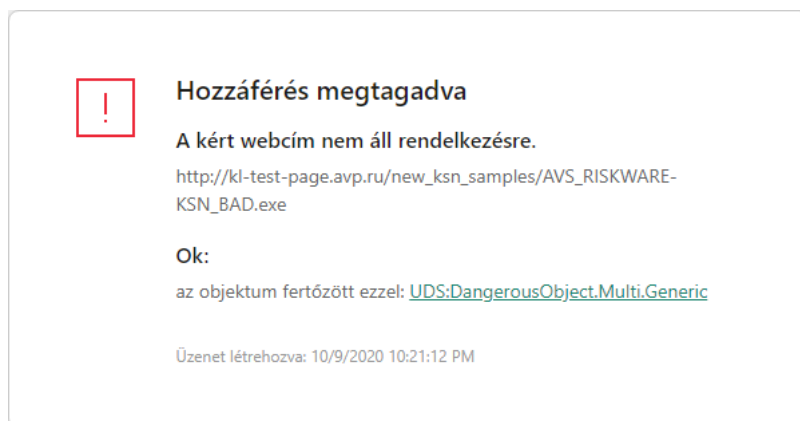 Hozzáférés megtagadva
A kért webcím nem áll rendelkezésre.
http://kl-test-page.avp.ru/new_ksn_samples/AVS_RISKWARE-
KSN_BAD.exe
Ok:
az objektum fertőzött ezzel: UDS:DangerousObject.Multi.Generic
Üzenet létrehozva: 10/9/2020 10:21:12 PM